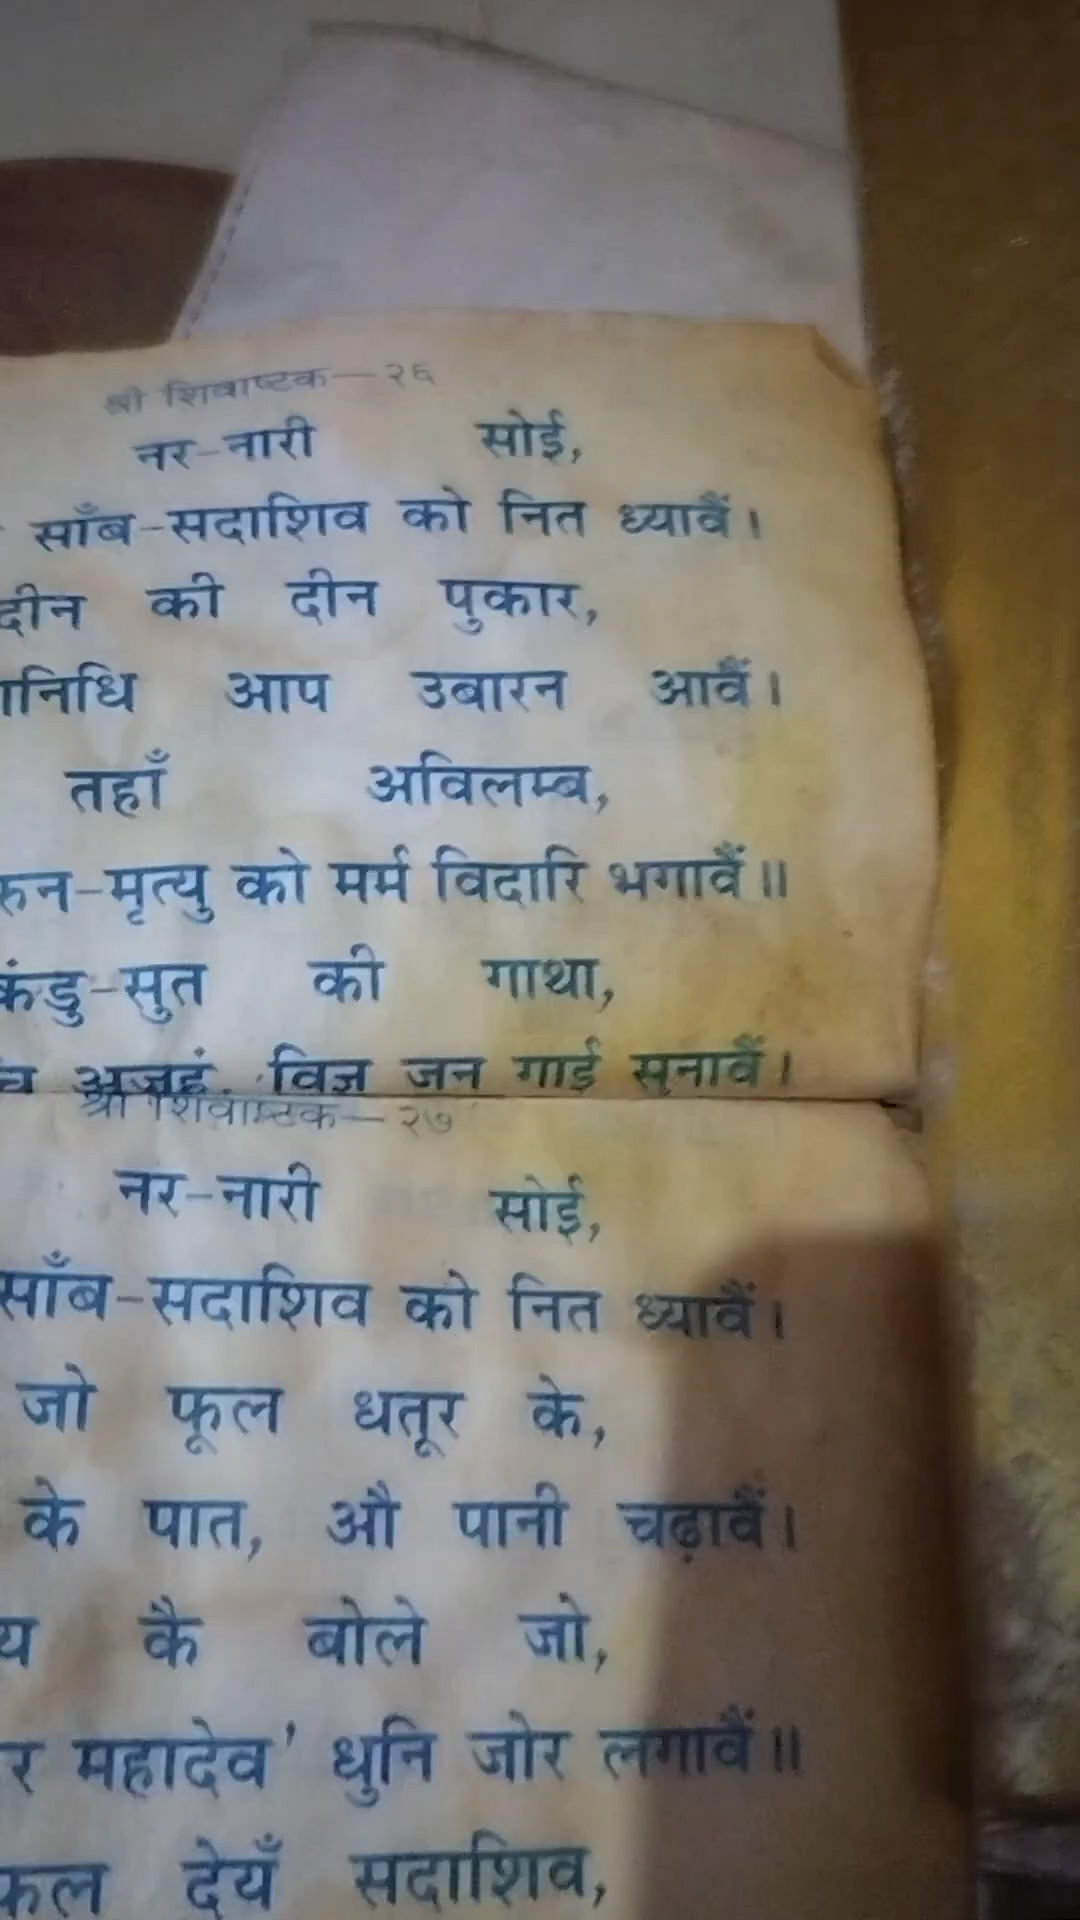 श्री शिवाष्टक—२६
नर-नारी सोई,
साँब-सदाशिव को नित ध्यावैं।
दीन की दीन पुकार,
आप उबारन आवैं।
तहाँ अविलम्ब,
को मर्म विदारि भगावैं॥
की गाथा,
अजहुं विज्ञ जन गाई सुनावैं।
श्री शिवाष्टक—२७
नर-नारी सोई,
साँब-सदाशिव को नित ध्यावैं।
जो फूल धतूर के,
के पात, औ पानी चढ़ावैं।
कै बोले जो,
महादेव' धुनि जोर लगावैं॥
देयँ सदाशिव,